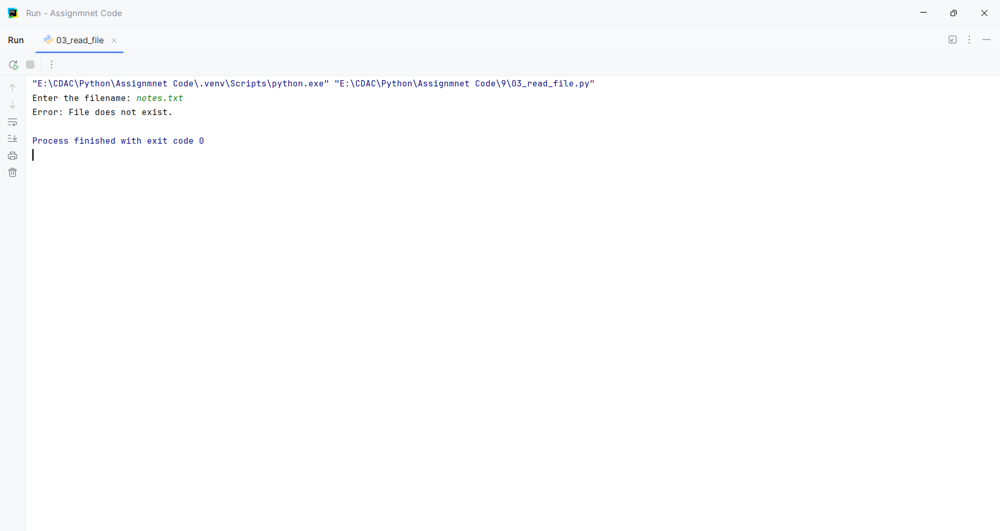 Run - Assignmnet Code
Run 03_read_file
"E:\CDAC\Python\Assignmnet Code\.venv\Scripts\python.exe" "E:\CDAC\Python\Assignmnet Code\9\03_read_file.py"
Enter the filename: notes.txt
Error: File does not exist.
Process finished with exit code 0